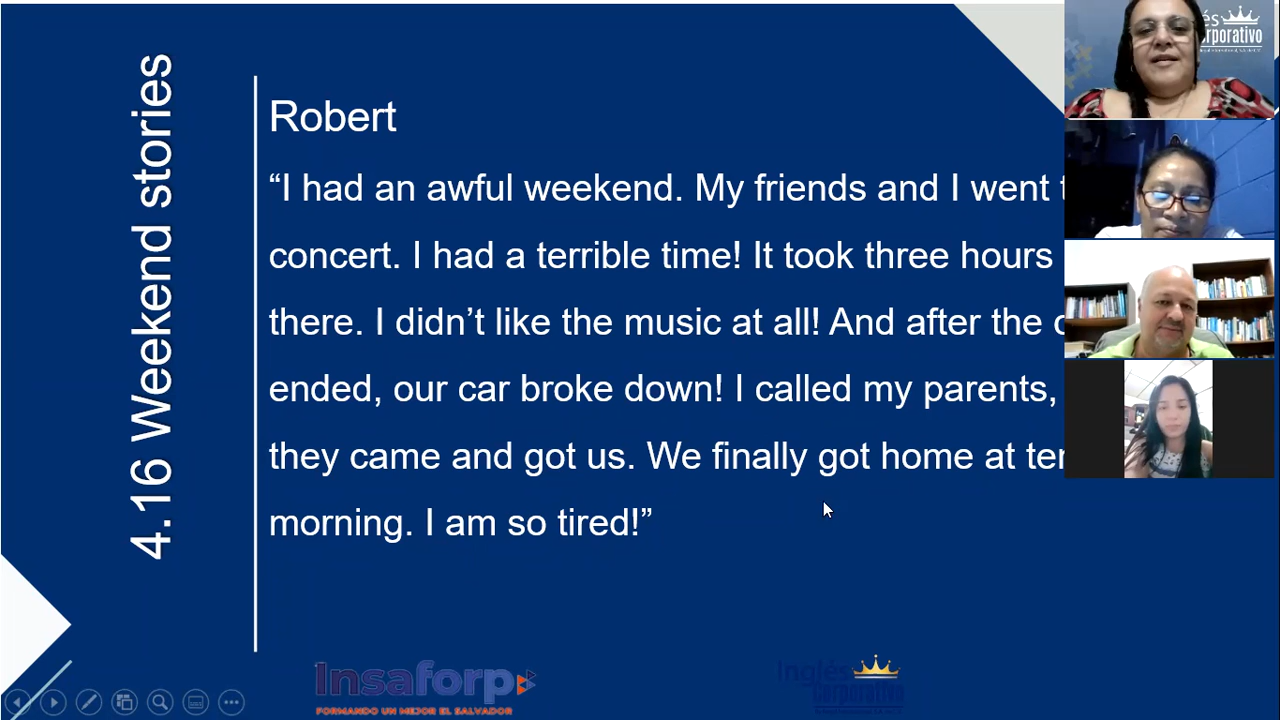 4.16 Weekend stories
Robert
“I had an awful weekend. My friends and I went
concert. I had a terrible time! It took three hours
there. I didn’t like the music at all! And after the
ended, our car broke down! I called my parents,
they came and got us. We finally got home at
morning. I am so tired!”
Insaforp
FORMANDO UN MEJOR EL SALVADOR
Inglés
Corporativo